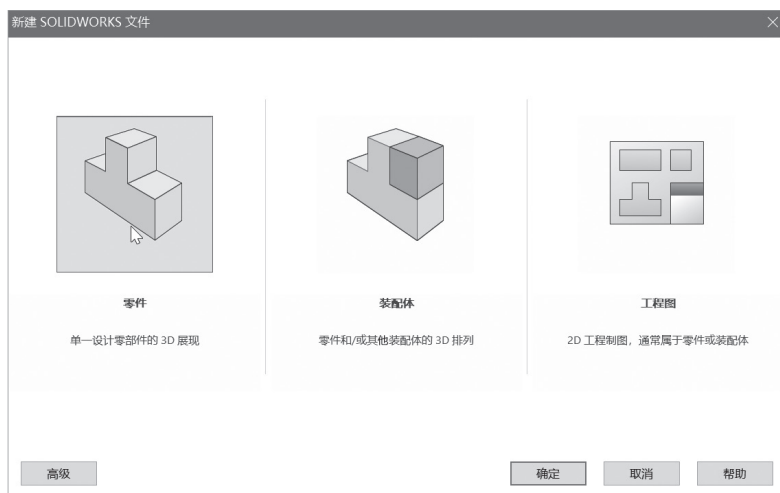 新建 SOLIDWORKS 文件
零件
单一设计零部件的 3D 展现
装配体
零件和/或其他装配体的 3D 排列
工程图
2D 工程制图，通常属于零件或装配体
高级
确定
取消
帮助